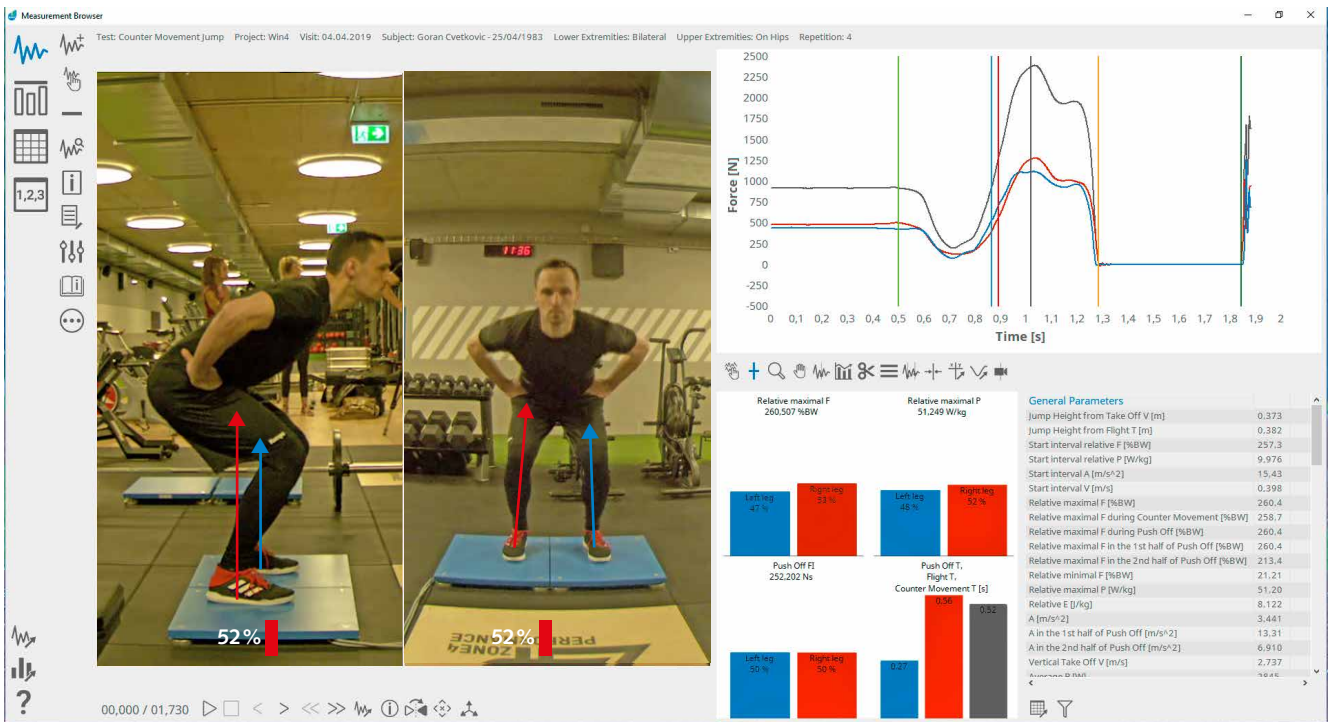 Measurement Browser
Test: Counter Movement Jump Project: Win4 Visit: 04.04.2019 Subject: Goran Cvetkovic - 25/04/1983 Lower Extremities: Bilateral Upper Extremities: On Hips Repetition: 4
1,2,3
11:36
52%
52%
ZONE4
00,000 / 01,730
2500
2250
2000
1750
1500
1250
1000
750
500
250
0
-250
-500
Force [N]
0 0,1 0,2 0,3 0,4 0,5 0,6 0,7 0,8 0,9 1 1,1 1,2 1,3 1,4 1,5 1,6 1,7 1,8 1,9 2
Time [s]
Relative maximal F
260,507 %BW
Left leg
47 %
Right leg
53 %
Relative maximal P
51,249 W/kg
Left leg
48 %
Right leg
52 %
Push Off FI
252,202 Ns
Left leg
50 %
Right leg
50 %
Push Off T,
Flight T,
Counter Movement T [s]
0.27
0.56
0.52
General Parameters
Jump Height from Take Off V [m] 0,373
Jump Height from Flight T [m] 0,382
Start interval relative F [%BW] 257,3
Start interval relative P [W/kg] 9,976
Start interval A [m/s^2] 15,43
Start interval V [m/s] 0,398
Relative maximal F [%BW] 260,4
Relative maximal F during Counter Movement [%BW] 258,7
Relative maximal F during Push Off [%BW] 260,4
Relative maximal F in the 1st half of Push Off [%BW] 260,4
Relative maximal F in the 2nd half of Push Off [%BW] 213,4
Relative minimal F [%BW] 21,21
Relative maximal P [W/kg] 51,20
Relative E [J/kg] 8,122
A [m/s^2] 3,441
A in the 1st half of Push Off [m/s^2] 13,31
A in the 2nd half of Push Off [m/s^2] 6,910
Vertical Take Off V [m/s] 2,737
Average P [W] 2845